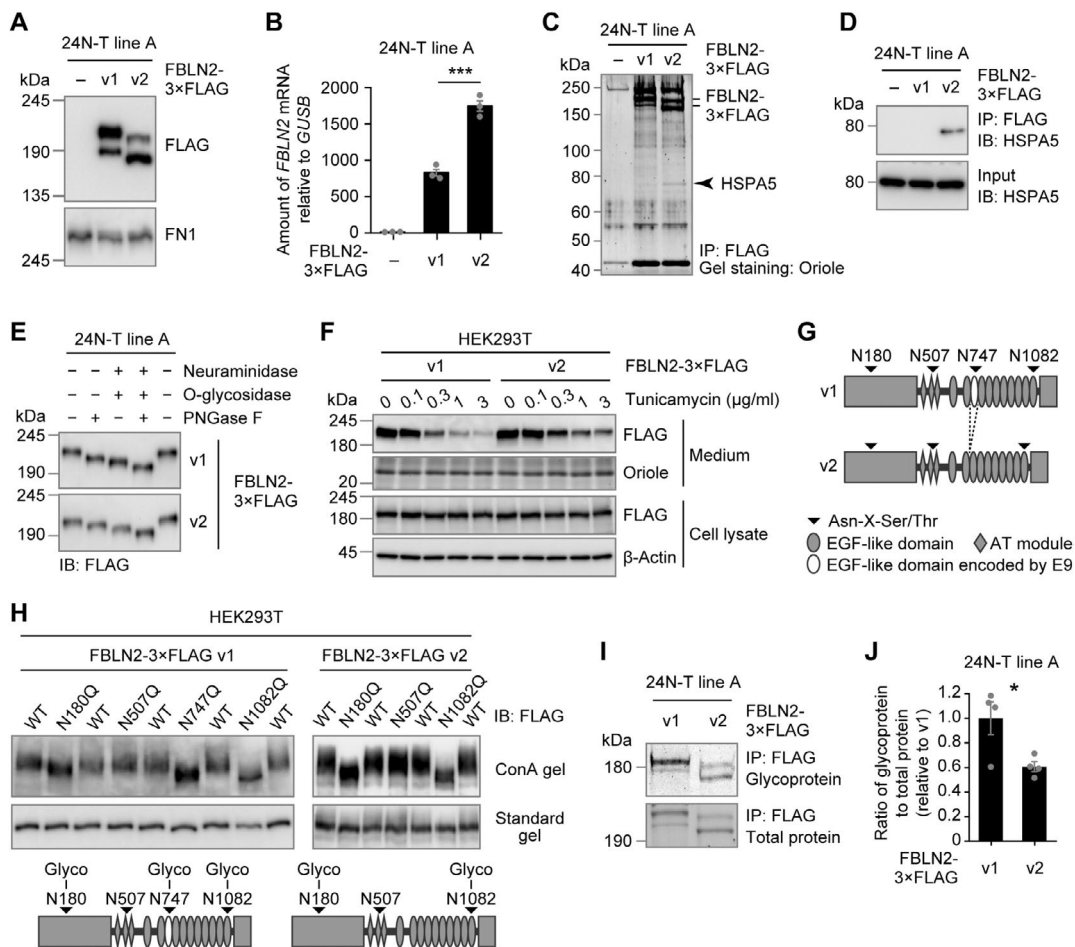 A
24N-T line A
kDa
– v1 v2 FBLN2-
3×FLAG
245
190
135
FLAG
245
FN1
B
24N-T line A
***
Amount of FBLN2 mRNA
relative to GUSB
2000
1500
1000
500
0
FBLN2-
3×FLAG
– v1 v2
C
24N-T line A
kDa
– v1 v2 FBLN2-
3×FLAG
250
150
100
80
60
50
40
FBLN2-
3×FLAG
HSPA5
IP: FLAG
Gel staining: Oriole
D
24N-T line A
kDa
– v1 v2 FBLN2-
3×FLAG
80
IP: FLAG
IB: HSPA5
80
Input
IB: HSPA5
E
24N-T line A
– – + + – Neuraminidase
– – + + – O-glycosidase
– + – + – PNGase F
kDa
245
190
v1
245
190
v2
FBLN2-
3×FLAG
IB: FLAG
F
HEK293T
v1 v2 FBLN2-3×FLAG
0 0.1 0.3 1 3 0 0.1 0.3 1 3 Tunicamycin (μg/ml)
kDa
245
180
FLAG
20
Oriole
Medium
245
180
FLAG
45
β-Actin
Cell lysate
G
N180 N507 N747 N1082
v1
v2
Asn-X-Ser/Thr
EGF-like domain AT module
EGF-like domain encoded by E9
H
HEK293T
FBLN2-3×FLAG v1 FBLN2-3×FLAG v2
WT N180Q WT N507Q WT N747Q WT N1082Q WT WT N180Q WT N507Q WT N1082Q WT
IB: FLAG
ConA gel
Standard
gel
Glyco Glyco Glyco Glyco Glyco
N180 N507 N747 N1082 N180 N507 N1082
I
24N-T line A
v1 v2 FBLN2-
3×FLAG
kDa
180
IP: FLAG
Glycoprotein
190
IP: FLAG
Total protein
J
24N-T line A
*
Ratio of glycoprotein
to total protein
(relative to v1)
1.2
1.0
0.8
0.6
0.4
0.2
0
FBLN2-
3×FLAG
v1 v2